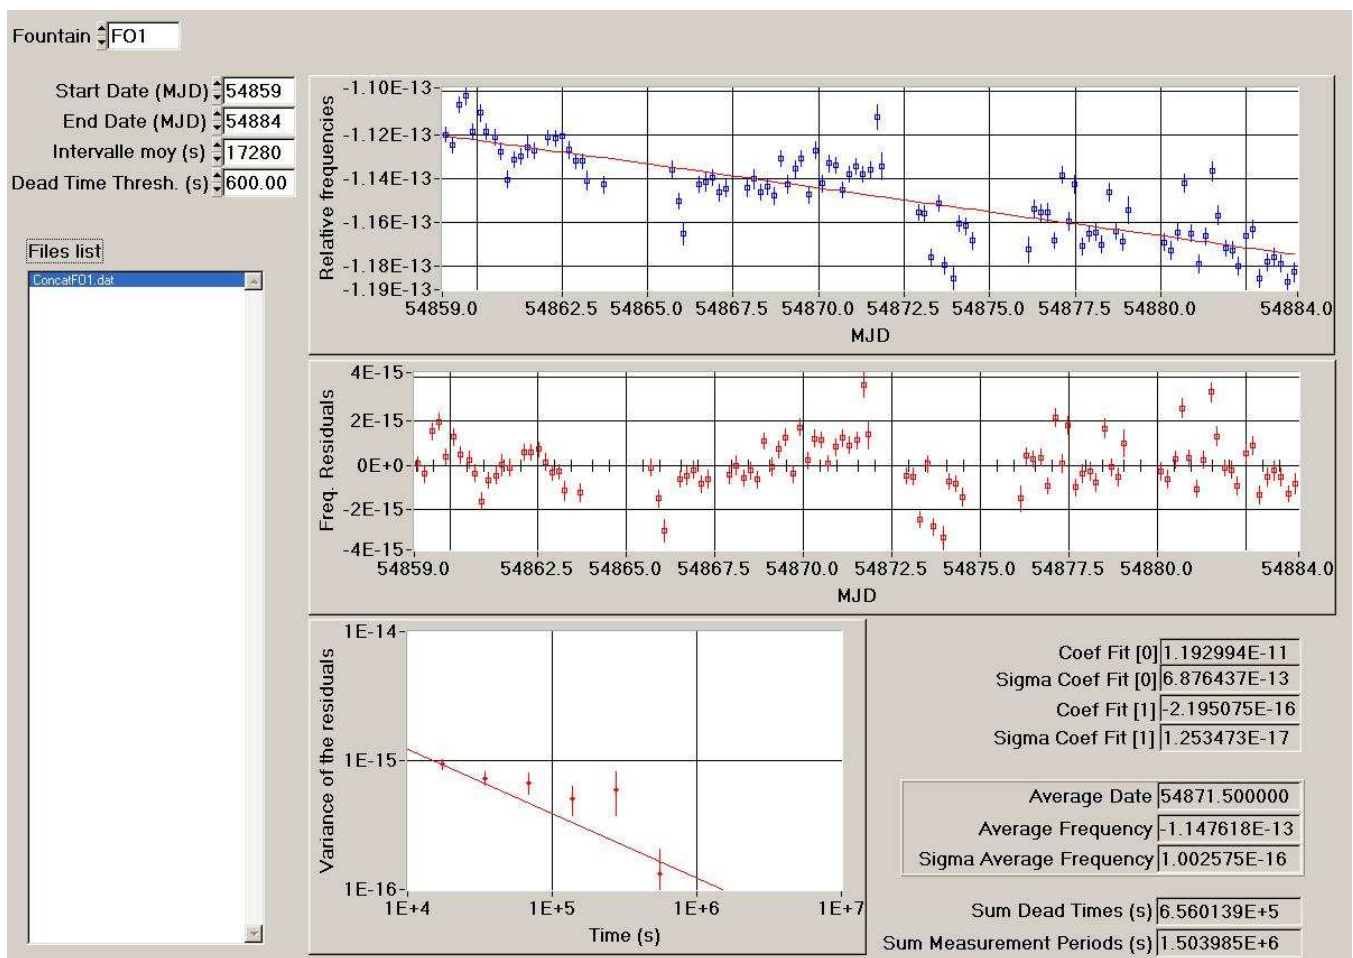 Fountain FO1
Start Date (MJD) 54859
End Date (MJD) 54884
Intervalle moy (s) 17280
Dead Time Thresh. (s) 600.00
Files list
ConcatFO1.dat
Relative frequencies
-1.10E-13
-1.12E-13
-1.14E-13
-1.16E-13
-1.18E-13
-1.19E-13
54859.0 54862.5 54865.0 54867.5 54870.0 54872.5 54875.0 54877.5 54880.0 54884.0
MJD
Freq. Residuals
4E-15
2E-15
0E+0
-2E-15
-4E-15
54859.0 54862.5 54865.0 54867.5 54870.0 54872.5 54875.0 54877.5 54880.0 54884.0
MJD
Variance of the residuals
1E-14
1E-15
1E-16
1E+4 1E+5 1E+6 1E+7
Time (s)
Coef Fit [0] 1.192994E-11
Sigma Coef Fit [0] 6.876437E-13
Coef Fit [1] -2.195075E-16
Sigma Coef Fit [1] 1.253473E-17
Average Date 54871.500000
Average Frequency -1.147618E-13
Sigma Average Frequency 1.002575E-16
Sum Dead Times (s) 6.560139E+5
Sum Measurement Periods (s) 1.503985E+6